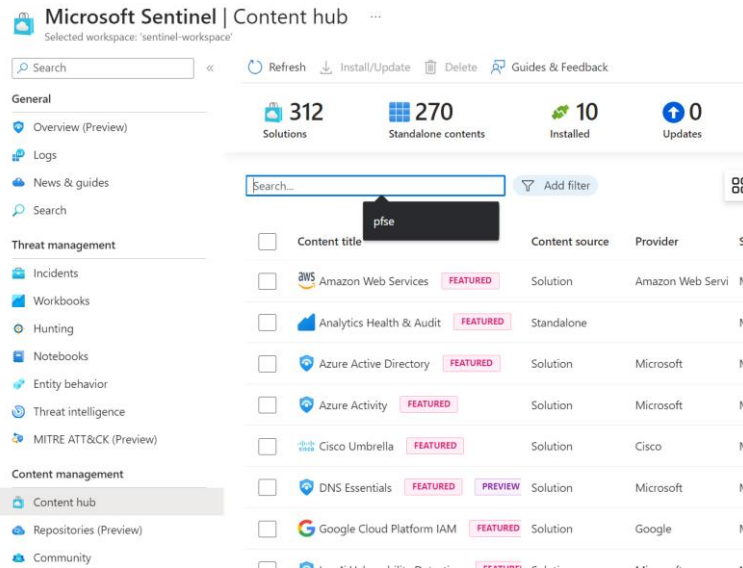 Microsoft Sentinel | Content hub ...
Selected workspace: 'sentinel-workspace'
Search
«
Refresh Install/Update Delete Guides & Feedback
General
Overview (Preview)
Logs
News & guides
Search
Threat management
Incidents
Workbooks
Hunting
Notebooks
Entity behavior
Threat intelligence
MITRE ATT&CK (Preview)
Content management
Content hub
Repositories (Preview)
Community
312 Solutions
270 Standalone contents
10 Installed
0 Updates
Search...
Add filter
pfse
Content title Content source Provider
aws Amazon Web Services FEATURED Solution Amazon Web Servi
Analytics Health & Audit FEATURED Standalone
Azure Active Directory FEATURED Solution Microsoft
Azure Activity FEATURED Solution Microsoft
Cisco Umbrella FEATURED Solution Cisco
DNS Essentials FEATURED PREVIEW Solution Microsoft
Google Cloud Platform IAM FEATURED Solution Google